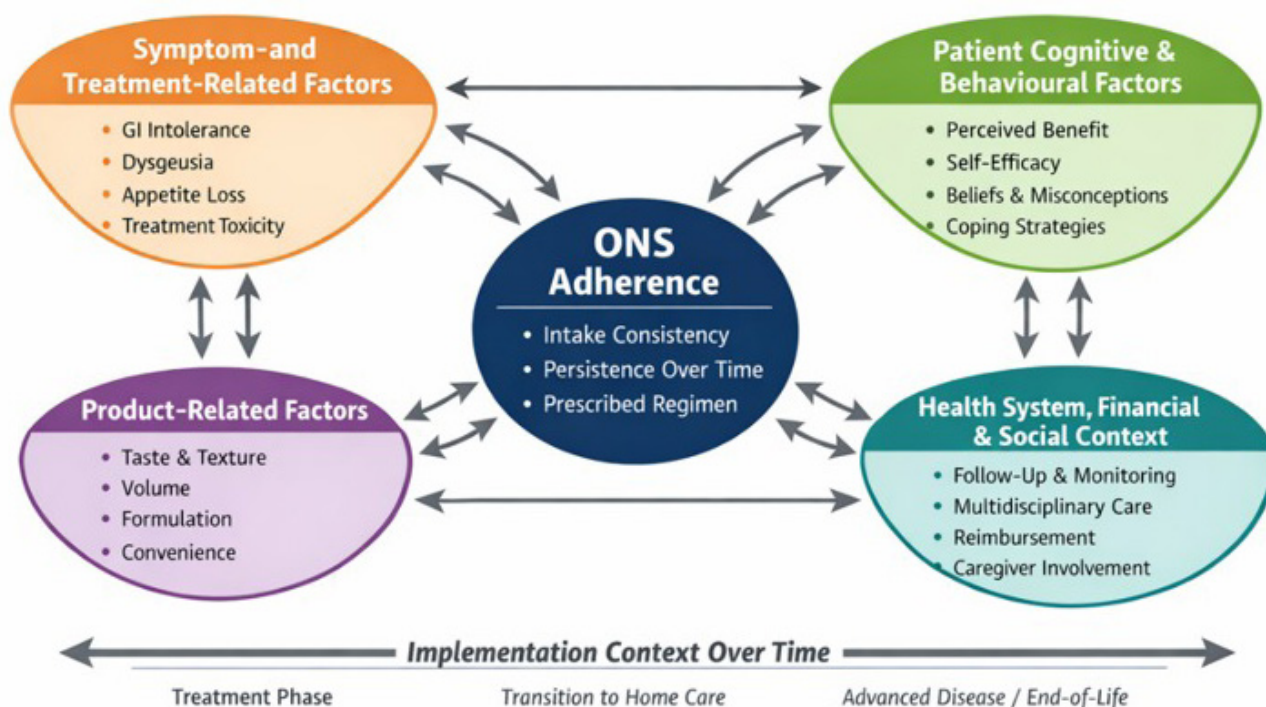 Symptom-and
Treatment-Related Factors
• GI Intolerance
• Dysgeusia
• Appetite Loss
• Treatment Toxicity
Patient Cognitive &
Behavioural Factors
• Perceived Benefit
• Self-Efficacy
• Beliefs & Misconceptions
• Coping Strategies
ONS
Adherence
• Intake Consistency
• Persistence Over Time
• Prescribed Regimen
Product-Related Factors
• Taste & Texture
• Volume
• Formulation
• Convenience
Health System, Financial
& Social Context
• Follow-Up & Monitoring
• Multidisciplinary Care
• Reimbursement
• Caregiver Involvement
Implementation Context Over Time
Treatment Phase
Transition to Home Care
Advanced Disease / End-of-Life